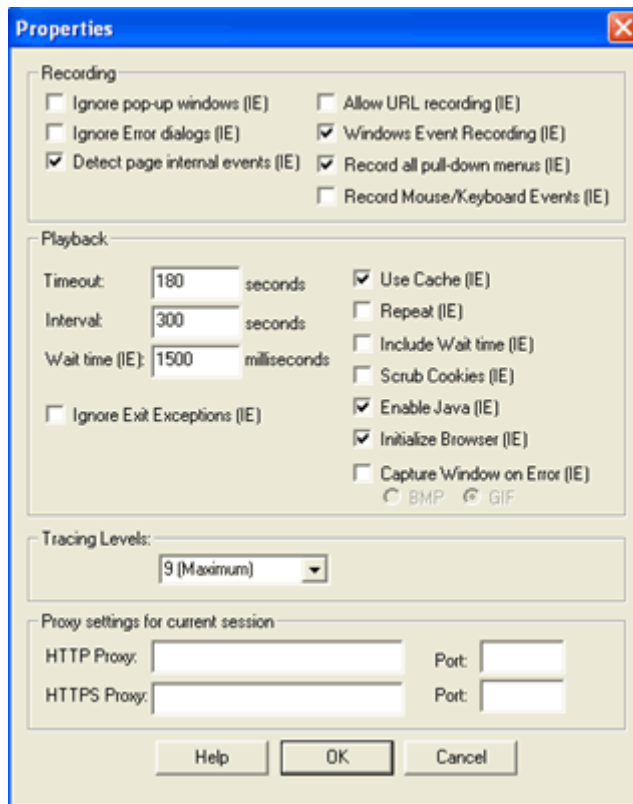 Properties
Recording
Ignore pop-up windows (IE)
Allow URL recording (IE)
Ignore Error dialogs (IE)
Windows Event Recording (IE)
Detect page internal events (IE)
Record all pull-down menus (IE)
Record Mouse/Keyboard Events (IE)
Playback
Timeout: 180 seconds
Use Cache (IE)
Interval: 300 seconds
Repeat (IE)
Wait time (IE): 1500 milliseconds
Include Wait time (IE)
Scrub Cookies (IE)
Ignore Exit Exceptions (IE)
Enable Java (IE)
Initialize Browser (IE)
Capture Window on Error (IE)
BMP GIF
Tracing Levels:
9 (Maximum)
Proxy settings for current session
HTTP Proxy: Port:
HTTPS Proxy: Port:
Help OK Cancel